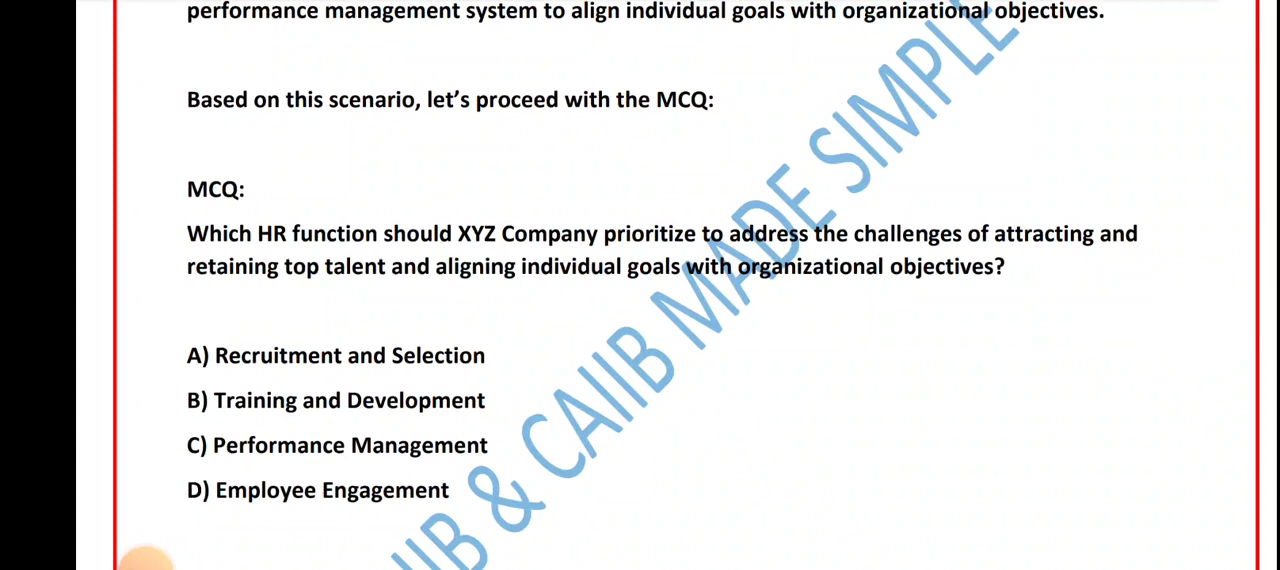 performance management system to align individual goals with organizational objectives.
Based on this scenario, let's proceed with the MCQ:
MCQ:
Which HR function should XYZ Company prioritize to address the challenges of attracting and
retaining top talent and aligning individual goals with organizational objectives?
A) Recruitment and Selection
B) Training and Development
C) Performance Management
D) Employee Engagement
IIB & CAIIB MADE SIMPLE